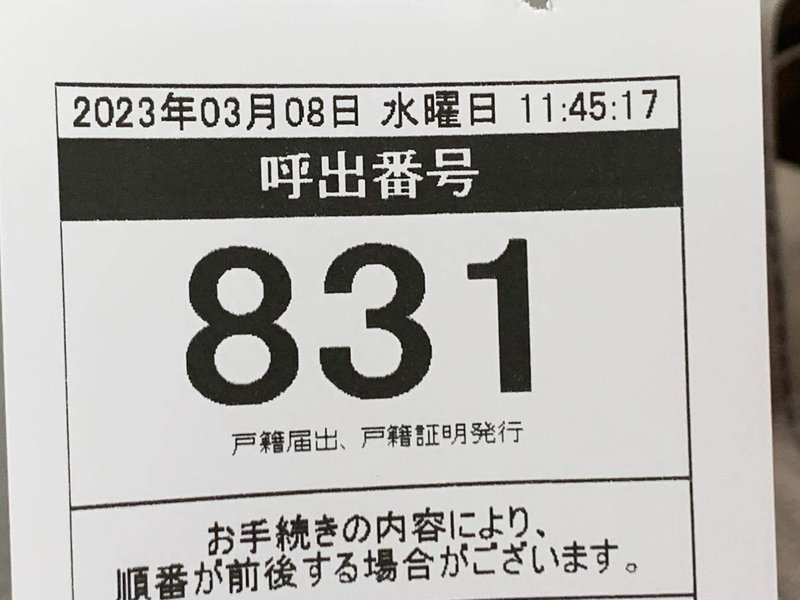 2023年03月08日 水曜日 11:45:17
呼出番号
831
戸籍届出、戸籍証明発行
お手続きの内容により、
順番が前後する場合がございます。